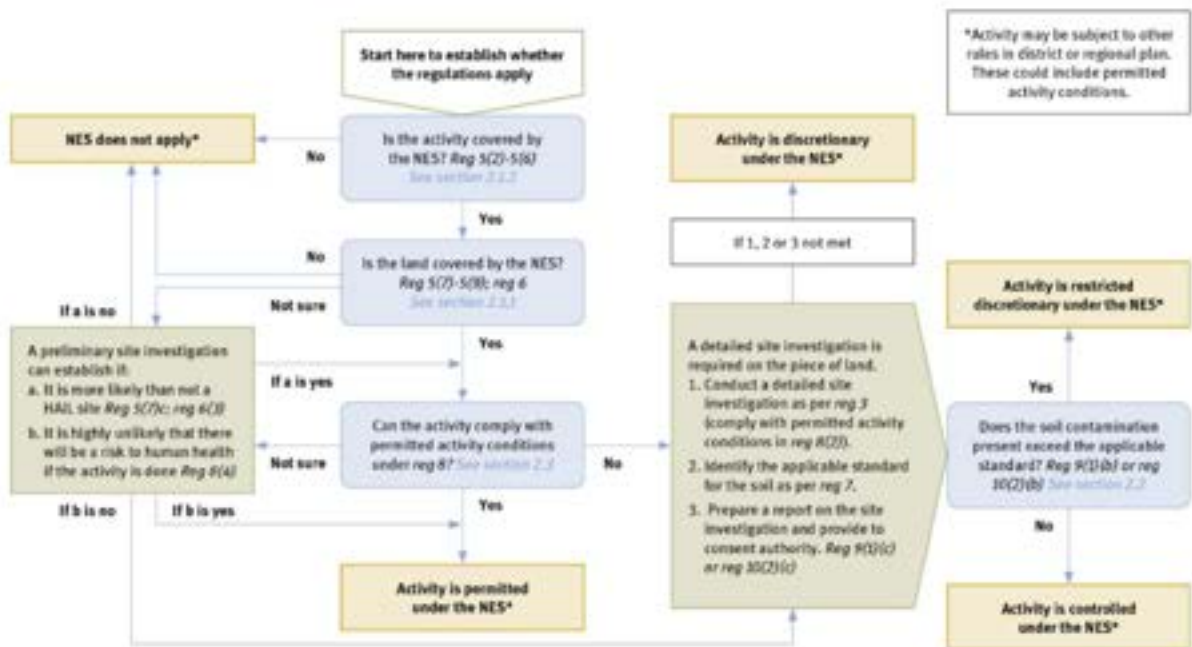 Start here to establish whether
the regulations apply
*Activity may be subject to other
rules in district or regional plan.
These could include permitted
activity conditions.
NES does not apply*
No
Is the activity covered by
the NES? Reg 5(2)-5(6)
See section 2.1.2
Activity is discretionary
under the NES*
Yes
If 1, 2 or 3 not met
No
Is the land covered by the NES?
Reg 5(7)-5(9); reg 6
See section 2.1.1
Not sure
Activity is restricted
discretionary under the NES*
If a is no
Yes
A preliminary site investigation
can establish if:
a. It is more likely than not a
HAIL site Reg 5(7)c; reg 6(3)
b. It is highly unlikely that there
will be a risk to human health
if the activity is done Reg 8(4)
If a is yes
Can the activity comply with
permitted activity conditions
under reg 8? See section 2.3
Not sure
No
A detailed site investigation is
required on the piece of land.
1. Conduct a detailed site
investigation as per reg 3
(comply with permitted activity
conditions in reg 8(2)).
2. Identify the applicable standard
for the soil as per reg 7.
3. Prepare a report on the site
investigation and provide to
consent authority. Reg 9(1)(c)
or reg 10(2)(c)
Yes
Does the soil contamination
present exceed the applicable
standard? Reg 9(1)(b) or reg
10(2)(b) See section 2.2
No
If b is no
If b is yes
Yes
Activity is permitted
under the NES*
Activity is controlled
under the NES*